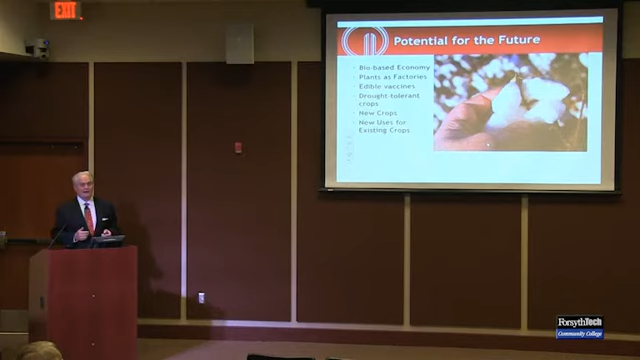 EXIT
Potential for the Future
Bio-based Economy
Plants as Factories
Edible vaccines
Drought-tolerant
crops
New Crops
New Uses for
Existing Crops
ForsythTech
Community College